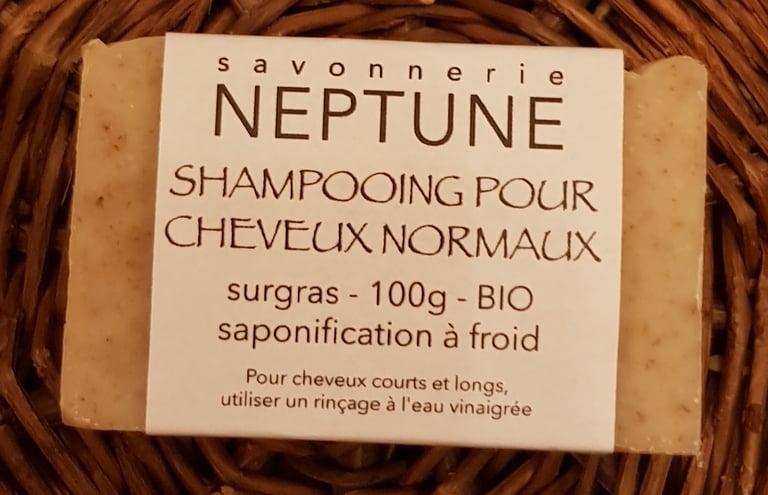 savonnerie
NEPTUNE
SHAMPOOING POUR
CHEVEUX NORMAUX
surgras - 100g - BIO
saponification à froid
Pour cheveux courts et longs,
utiliser un rinçage à l'eau vinaigrée